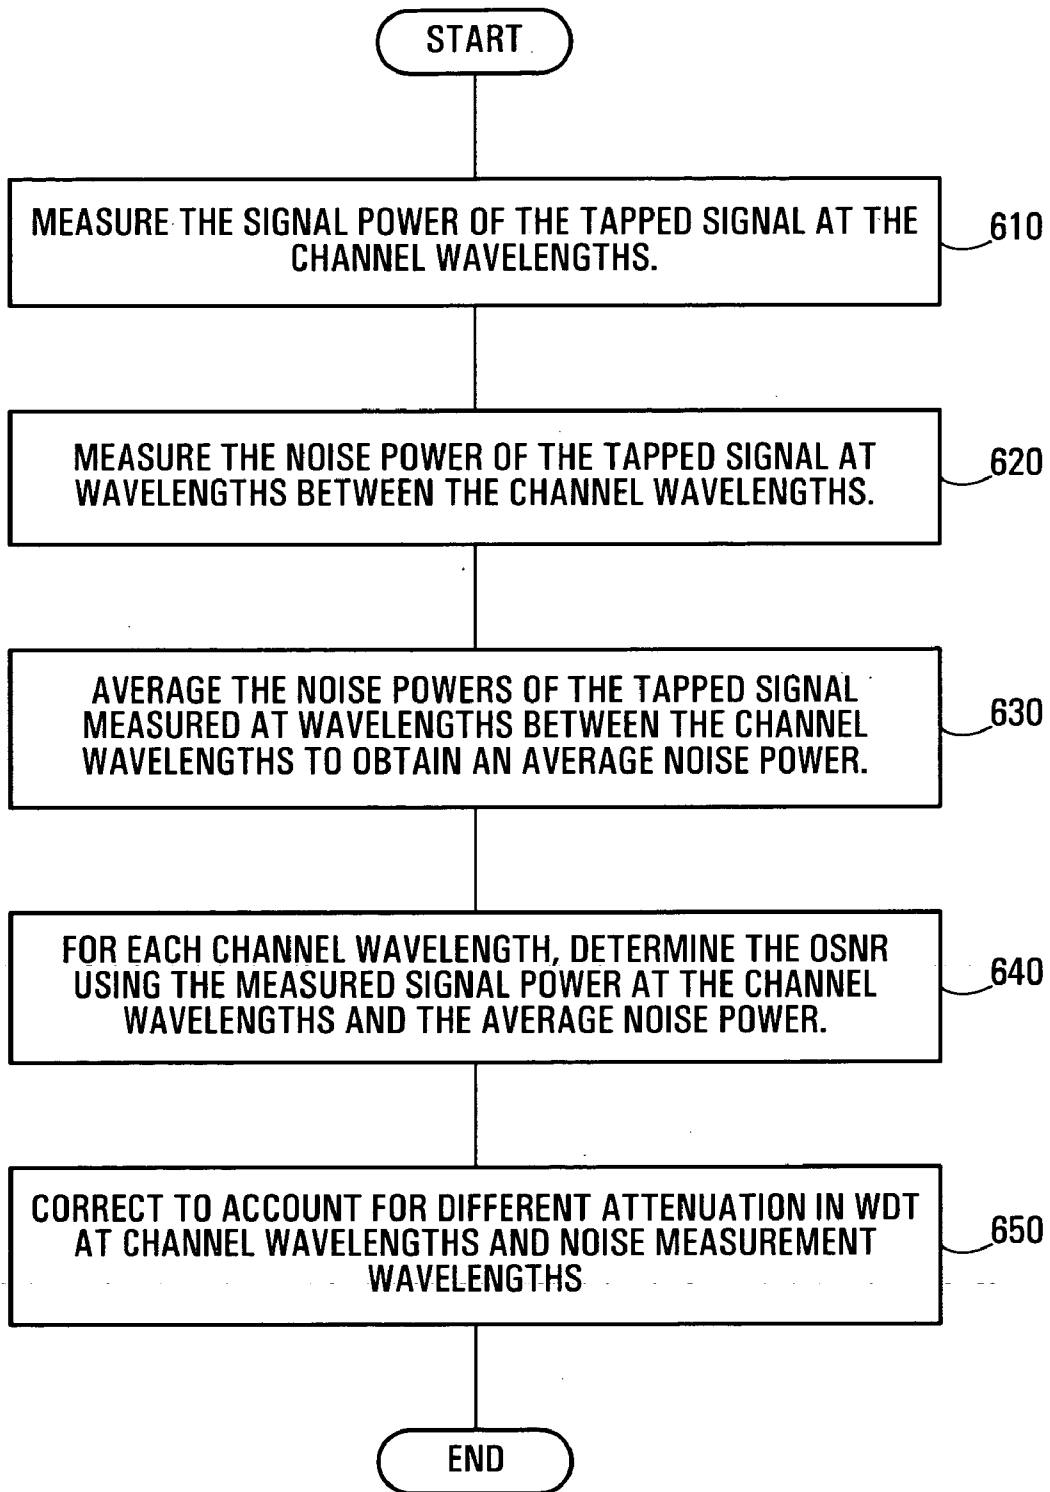 START
MEASURE THE SIGNAL POWER OF THE TAPPED SIGNAL AT THE
CHANNEL WAVELENGTHS.
610
MEASURE THE NOISE POWER OF THE TAPPED SIGNAL AT
WAVELENGTHS BETWEEN THE CHANNEL WAVELENGTHS.
620
AVERAGE THE NOISE POWERS OF THE TAPPED SIGNAL
MEASURED AT WAVELENGTHS BETWEEN THE CHANNEL
WAVELENGTHS TO OBTAIN AN AVERAGE NOISE POWER.
630
FOR EACH CHANNEL WAVELENGTH, DETERMINE THE OSNR
USING THE MEASURED SIGNAL POWER AT THE CHANNEL
WAVELENGTHS AND THE AVERAGE NOISE POWER.
640
CORRECT TO ACCOUNT FOR DIFFERENT ATTENUATION IN WDT
AT CHANNEL WAVELENGTHS AND NOISE MEASUREMENT
WAVELENGTHS
650
END